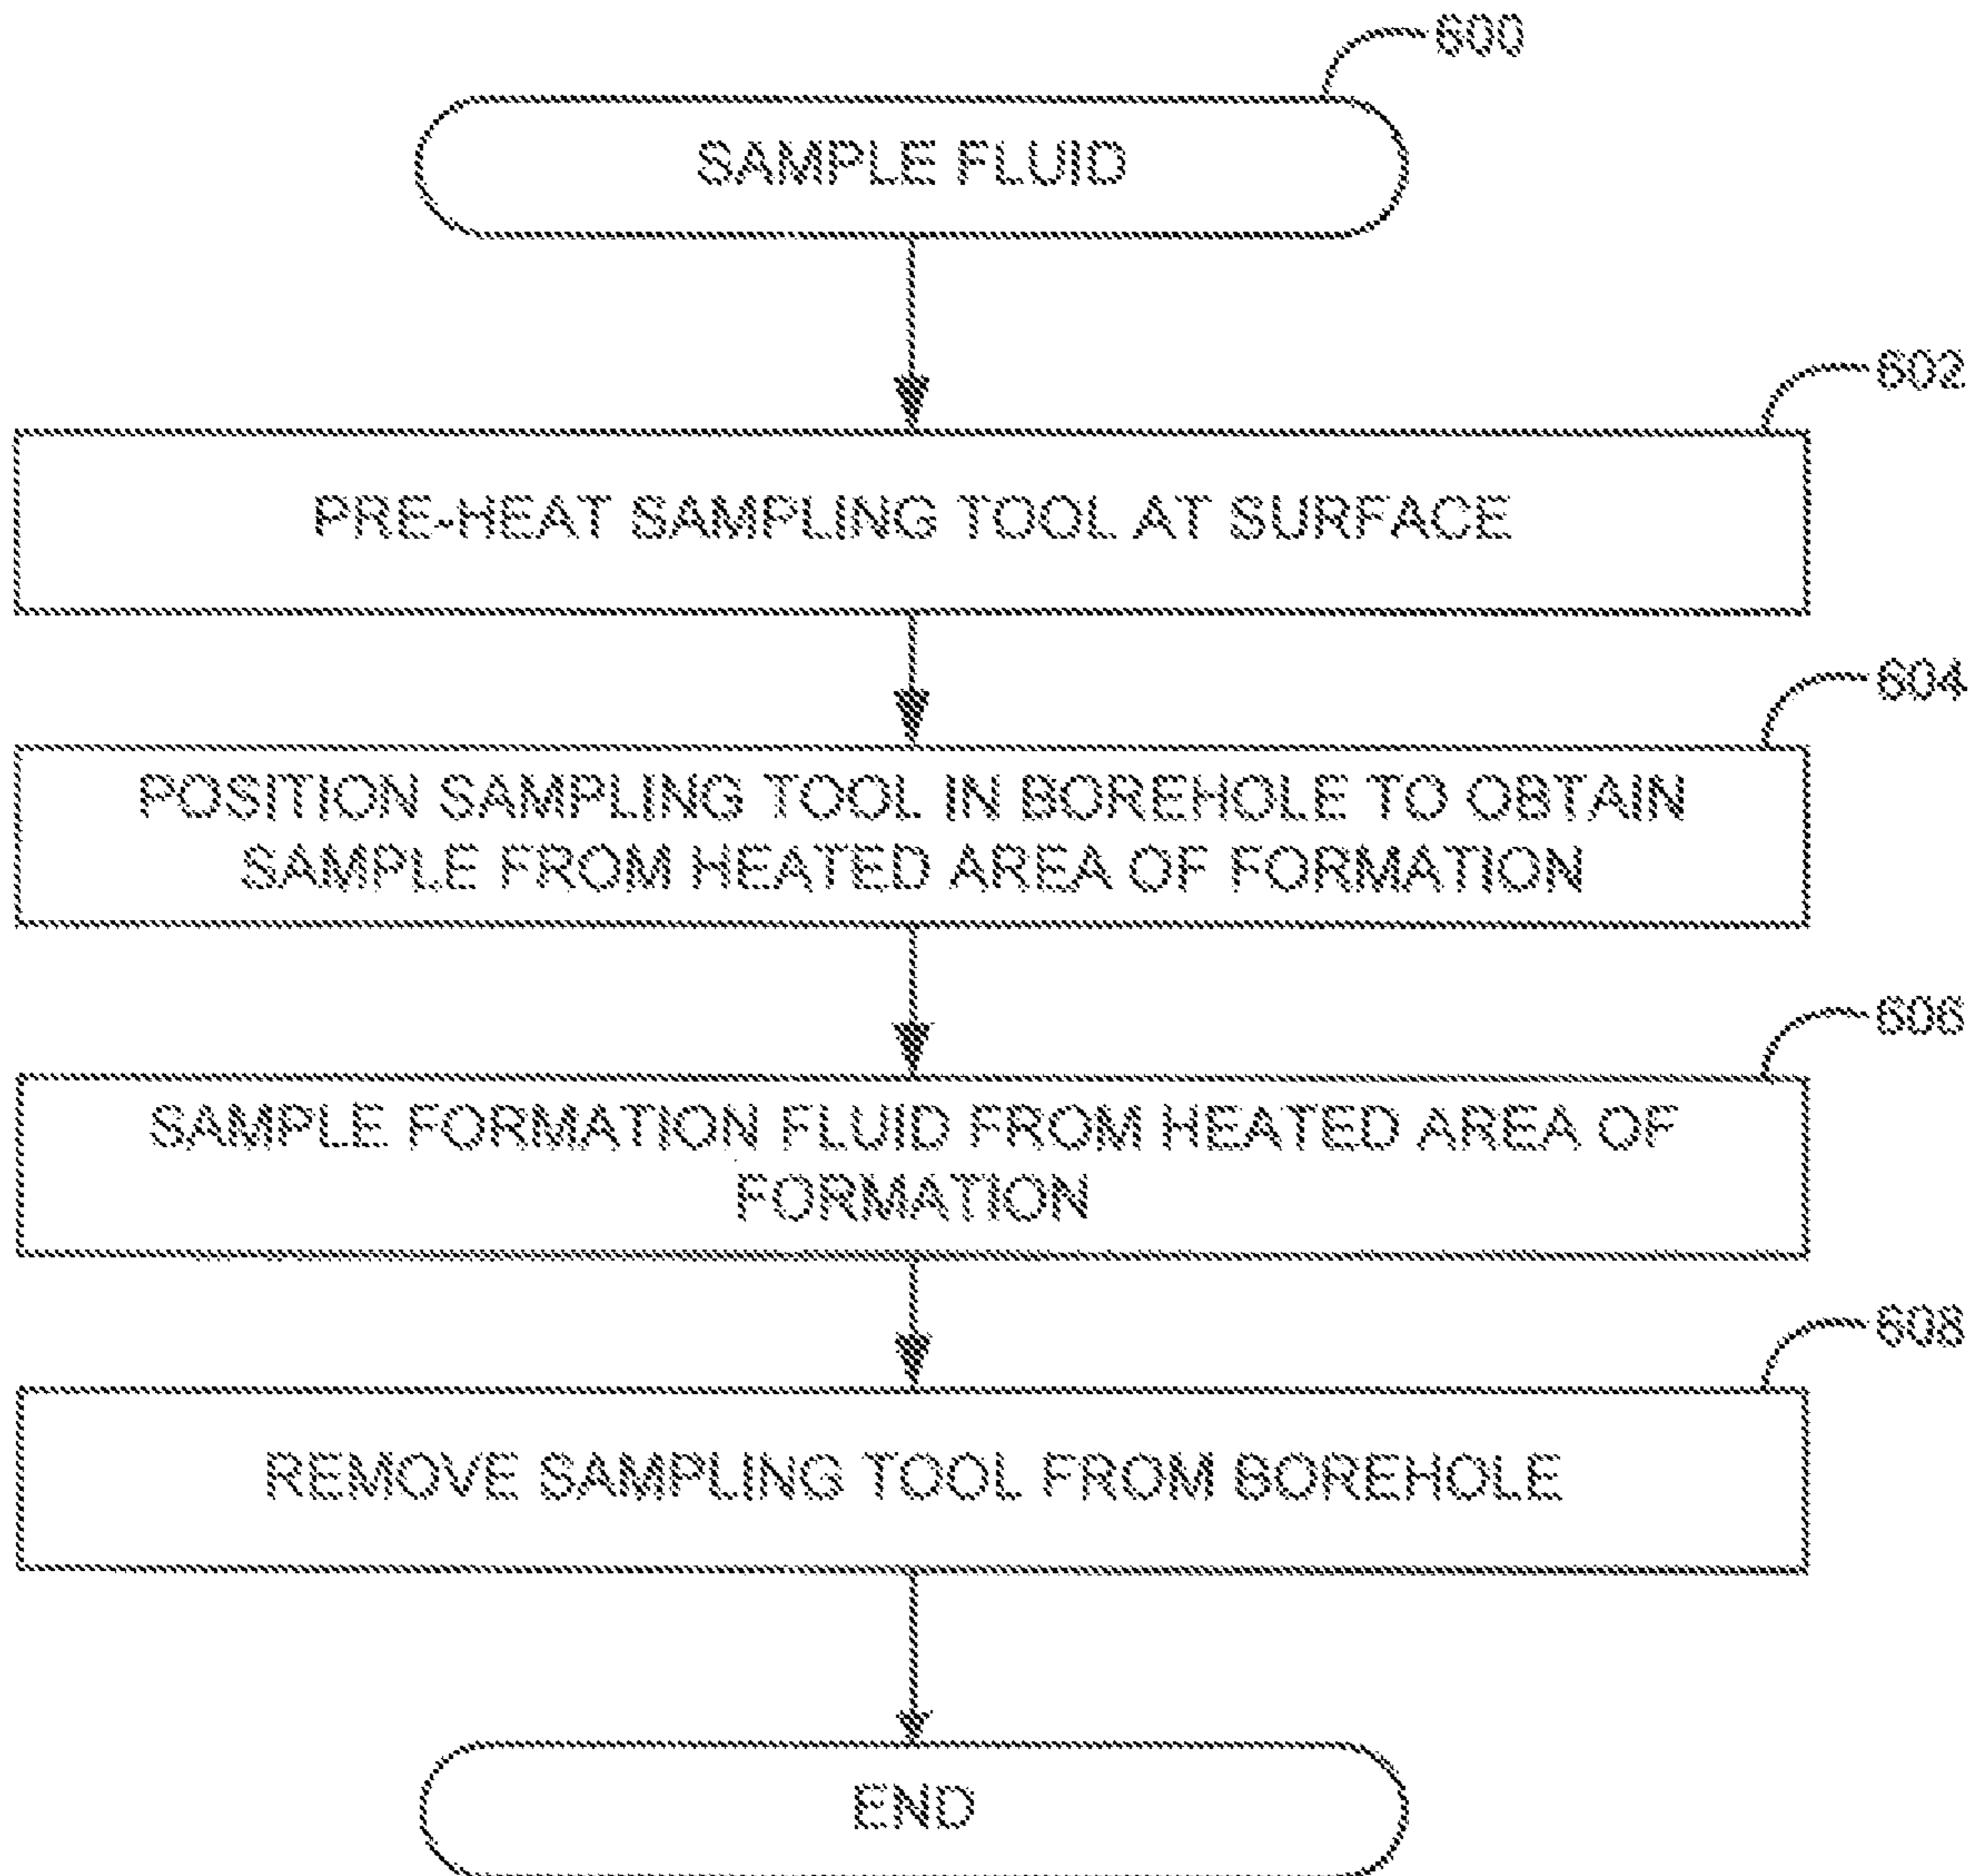 600
SAMPLE FLUID
602
PRE-HEAT SAMPLING TOOL AT SURFACE
604
POSITION SAMPLING TOOL IN BOREHOLE TO OBTAIN
SAMPLE FROM HEATED AREA OF FORMATION
606
SAMPLE FORMATION FLUID FROM HEATED AREA OF
FORMATION
608
REMOVE SAMPLING TOOL FROM BOREHOLE
END